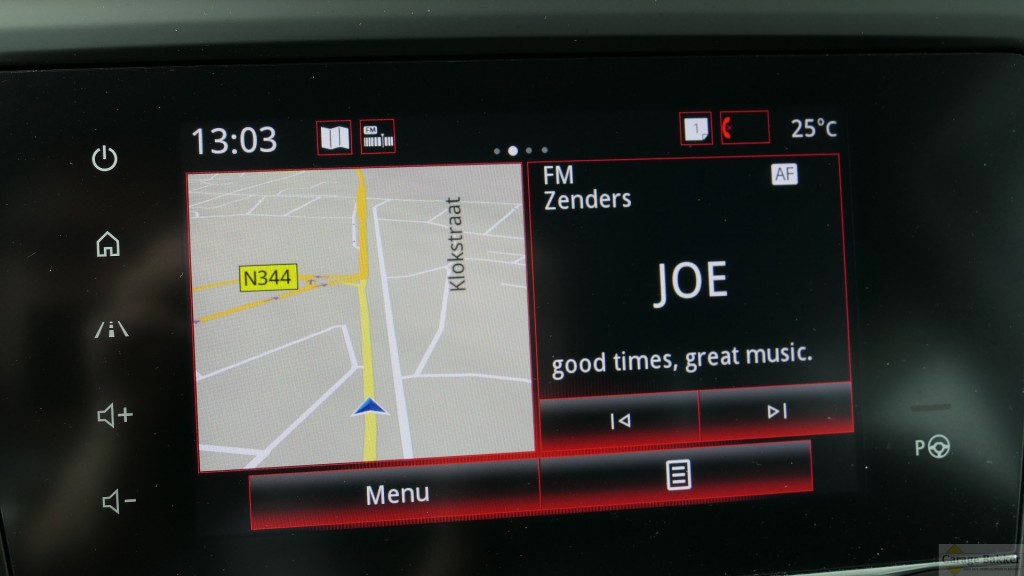 13:03
FM
1
25°C
FM
AF
Zenders
Klokstraat
N344
JOE
good times, great music.
Menu
P